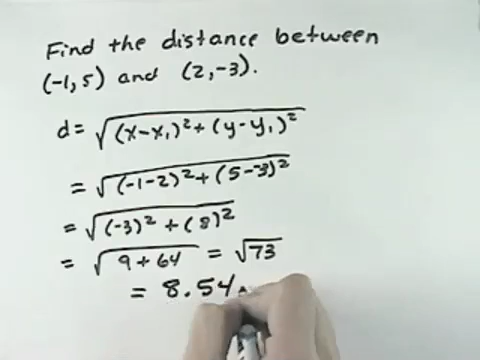 Find the distance between
(-1, 5) and (2, -3).
d = √(x-x₁)² + (y-y₁)²
= √(-1-2)² + (5--3)²
= √(-3)² + (8)²
= √9 + 64 = √73
= 8.54